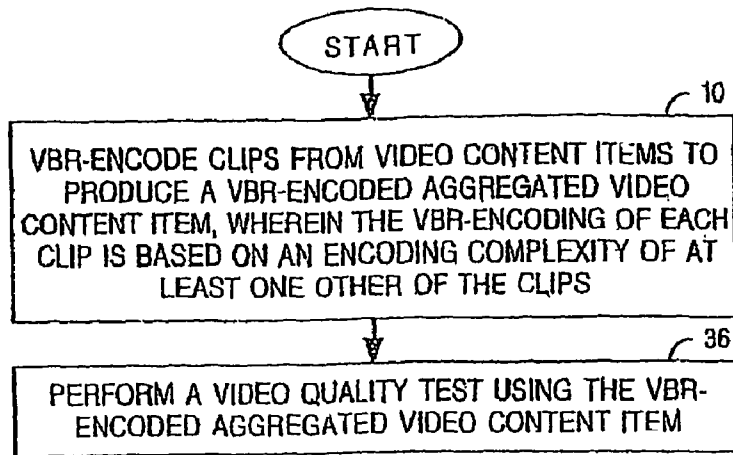 START
10
VBR-ENCODE CLIPS FROM VIDEO CONTENT ITEMS TO
PRODUCE A VBR-ENCODED AGGREGATED VIDEO
CONTENT ITEM, WHEREIN THE VBR-ENCODING OF EACH
CLIP IS BASED ON AN ENCODING COMPLEXITY OF AT
LEAST ONE OTHER OF THE CLIPS
36
PERFORM A VIDEO QUALITY TEST USING THE VBR-
ENCODED AGGREGATED VIDEO CONTENT ITEM